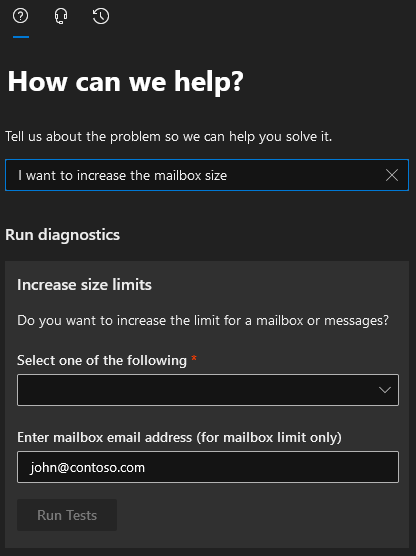 How can we help?
Tell us about the problem so we can help you solve it.
I want to increase the mailbox size
Run diagnostics
Increase size limits
Do you want to increase the limit for a mailbox or messages?
Select one of the following *
Enter mailbox email address (for mailbox limit only)
john@contoso.com
Run Tests